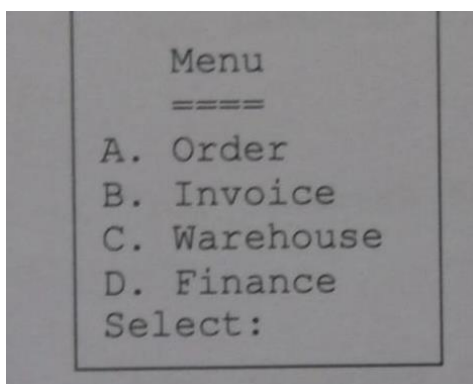 Menu
====
A. Order
B. Invoice
C. Warehouse
D. Finance
Select: